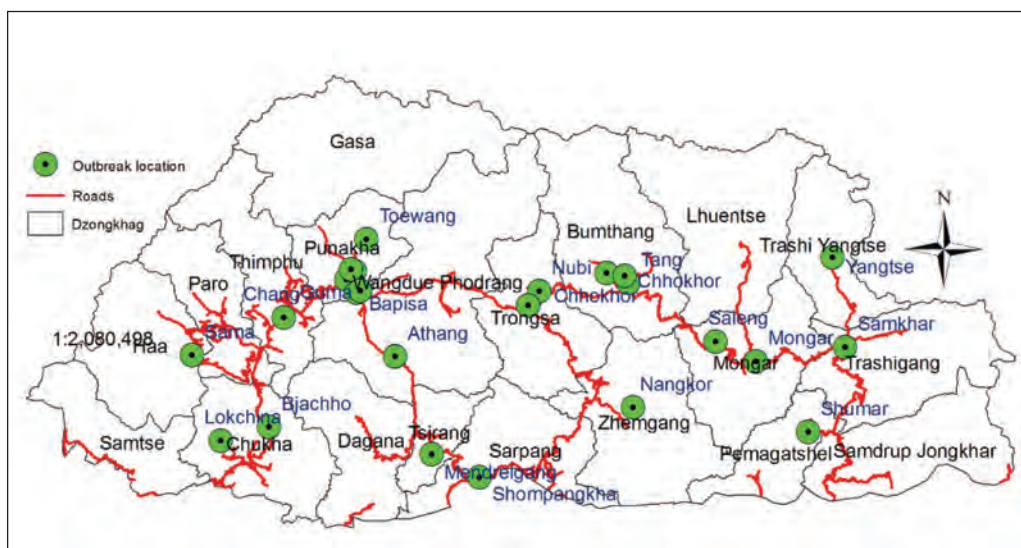 Gasa
Outbreak location
Roads
Dzongkhag
N
Toewang
Punakha
Thimphu
Lhuentse
Bumthang
Trashi Yangtse
Yangtse
Tang
Nubi
Chhokhor
Chhokhor
Wangdue Phodrang
Paro
Chang
Bapisa
Trongsa
Athang
Saleng
Mongar
Samkhar
1:2,080,498
Sama
Haa
Mongar
Trashigang
Nangkor
Zhemgang
Shumar
Lokchina
Bjachho
Samtse
Chukha
Dagana
Tsirang
Sarpang
Pemagatshel
Samdrup Jongkhar
Mendrelgang
Shompangkha